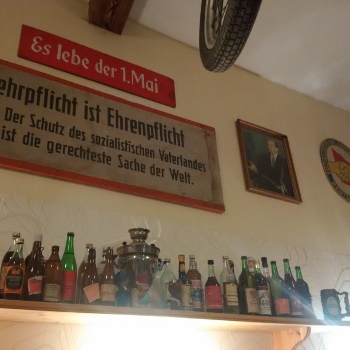 Es lebe der 1. Mai
ehrpflicht ist Ehrenpflicht
Der Schutz des sozialistischen Vaterlandes
ist die gerechteste Sache der Welt.